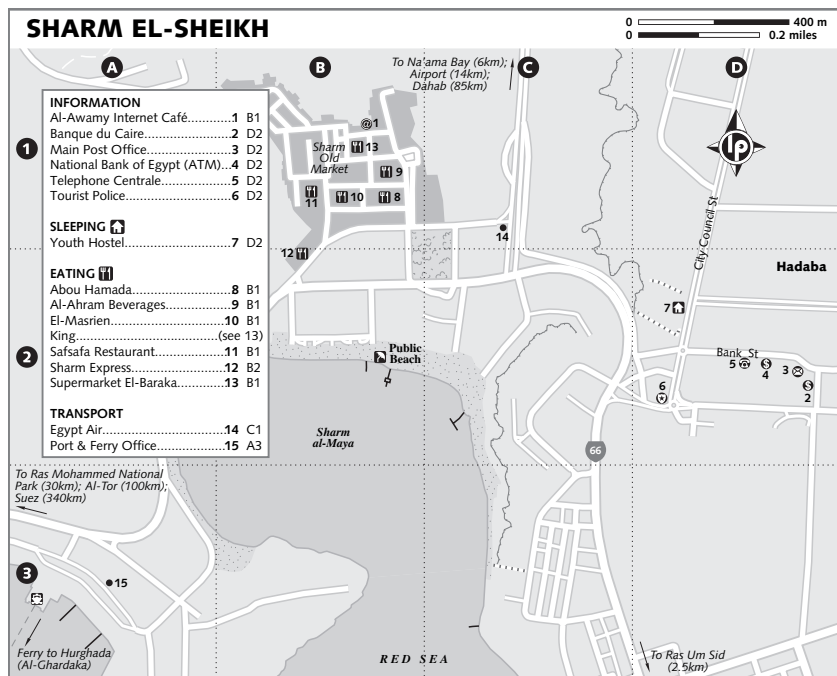 SHARM EL-SHEIKH
0 400 m
0 0.2 miles
A
B
C
D
To Na'ama Bay (6km);
Airport (14km);
Dahab (85km)
INFORMATION
Al-Awamy Internet Café............1 B1
Banque du Caire......................2 D2
Main Post Office......................3 D2
National Bank of Egypt (ATM)...4 D2
Telephone Centrale..................5 D2
Tourist Police..........................6 D2
SLEEPING
Youth Hostel...........................7 D2
EATING
Abou Hamada.........................8 B1
Al-Ahram Beverages................9 B1
El-Masrien.............................10 B1
King................................(see 13)
Safsafa Restaurant.................11 B1
Sharm Express.......................12 B2
Supermarket El-Baraka...........13 B1
TRANSPORT
Egypt Air...............................14 C1
Port & Ferry Office.................15 A3
1
2
3
@1
Sharm
Old
Market
13
9
11
10
8
12
14
lp
City Council St
Hadaba
7
Public
Beach
Bank St
5
4
3
2
6
Sharm
al-Maya
66
To Ras Mohammed National
Park (30km); Al-Tor (100km);
Suez (340km)
15
Ferry to Hurghada
(Al-Ghardaka)
RED SEA
To Ras Um Sid
(2.5km)